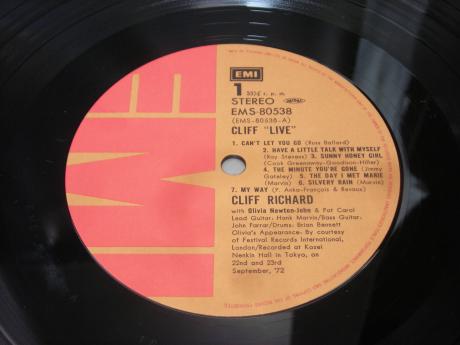 EMI
EMI
1 33⅓ r. p. m.
STEREO
EMS-80538
(EMS-80538-A)
CLIFF "LIVE"
1. CAN'T LET YOU GO (Russ Ballard)
2. HAVE A LITTLE TALK WITH MYSELF
(Ray Stevens) 3. SUNNY HONEY GIRL
(Cook Greenaway-Goodison-Hiller)
4. THE MINUTE YOU'RE GONE (Jimmy
Gateley) 5. THE DAY I MET MARIE
(Marvin) 6. SILVERY RAIN (Marvin)
7. MY WAY (P. Anka-François & Revaux)
CLIFF RICHARD
with Olivia Newton-John & Pat Carol
Lead Guitar: Hank Marvin/Bass Guitar:
John Farrar/Drums: Brian Bennett
Olivia's Appearance: By courtesy
of Festival Records International,
London/Recorded at Kosei
Nenkin Hall in Tokyo, on
22nd and 23rd
September, '72